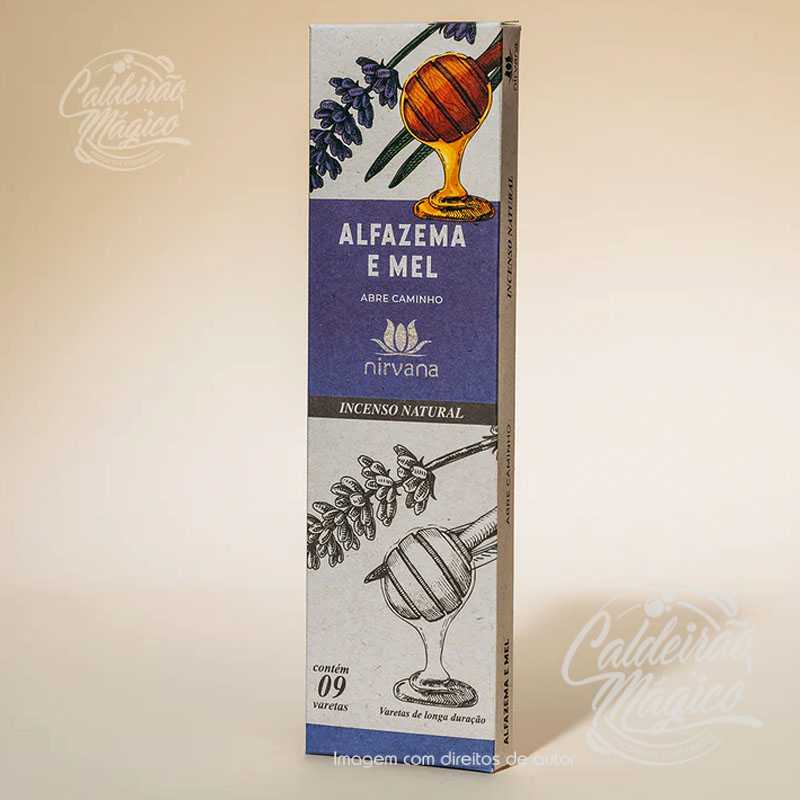 Caldeirão
Mágico
ALFAZEMA
E MEL
ABRE CAMINHO
nirvana
INCENSO NATURAL
contém
09
varetas
Varetas de longa duração
nirvana
INCENSO NATURAL
ABRE CAMINHO
ALFAZEMA E MEL
Caldeirão
Mágico
Imagem com direitos de autor